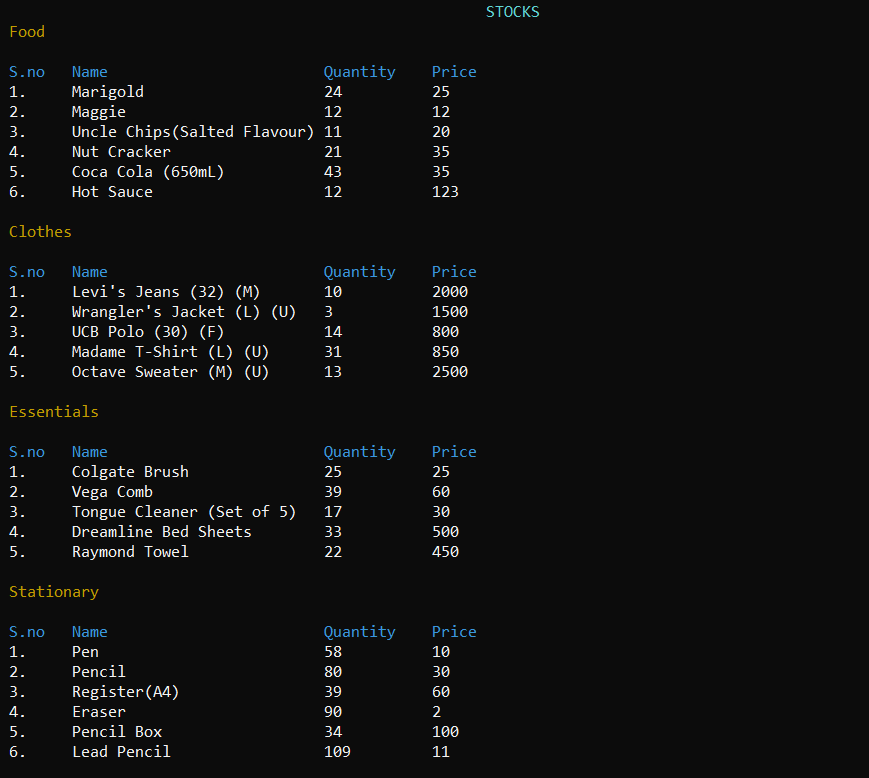 STOCKS
Food
S.no Name Quantity Price
1. Marigold 24 25
2. Maggie 12 12
3. Uncle Chips(Salted Flavour) 11 20
4. Nut Cracker 21 35
5. Coca Cola (650mL) 43 35
6. Hot Sauce 12 123
Clothes
S.no Name Quantity Price
1. Levi's Jeans (32) (M) 10 2000
2. Wrangler's Jacket (L) (U) 3 1500
3. UCB Polo (30) (F) 14 800
4. Madame T-Shirt (L) (U) 31 850
5. Octave Sweater (M) (U) 13 2500
Essentials
S.no Name Quantity Price
1. Colgate Brush 25 25
2. Vega Comb 39 60
3. Tongue Cleaner (Set of 5) 17 30
4. Dreamline Bed Sheets 33 500
5. Raymond Towel 22 450
Stationary
S.no Name Quantity Price
1. Pen 58 10
2. Pencil 80 30
3. Register(A4) 39 60
4. Eraser 90 2
5. Pencil Box 34 100
6. Lead Pencil 109 11